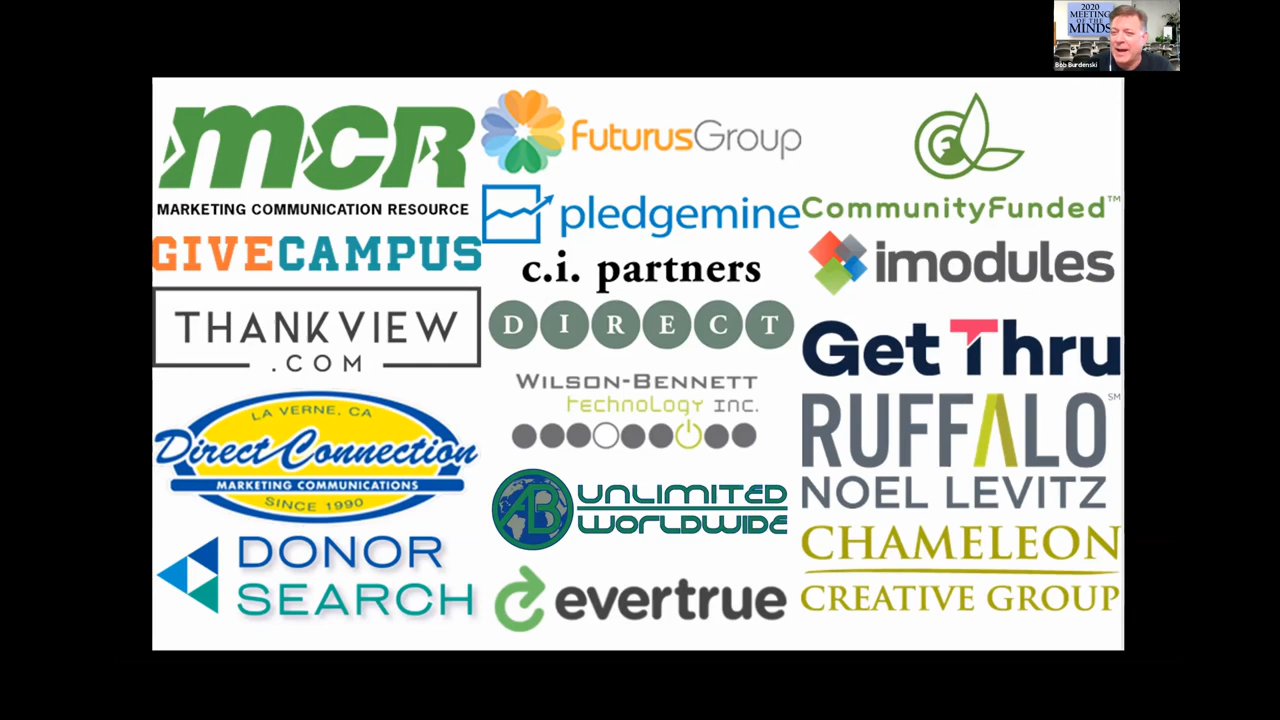 2020
MEETING
OF THE
MINDS
Bob Burdenski
MCR
MARKETING COMMUNICATION RESOURCE
GIVECAMPUS
THANKVIEW
.COM
LA VERNE, CA
Direct Connection
MARKETING COMMUNICATIONS
SINCE 1990
DONOR
SEARCH
FuturusGroup
pledgemine
c.i. partners
DIRECT
WILSON-BENNETT
technology inc.
AB
UNLIMITED
WORLDWIDE
evertrue
CommunityFunded™
imodules
GetThru
RUFFALO℠
NOEL LEVITZ
CHAMELEON
CREATIVE GROUP